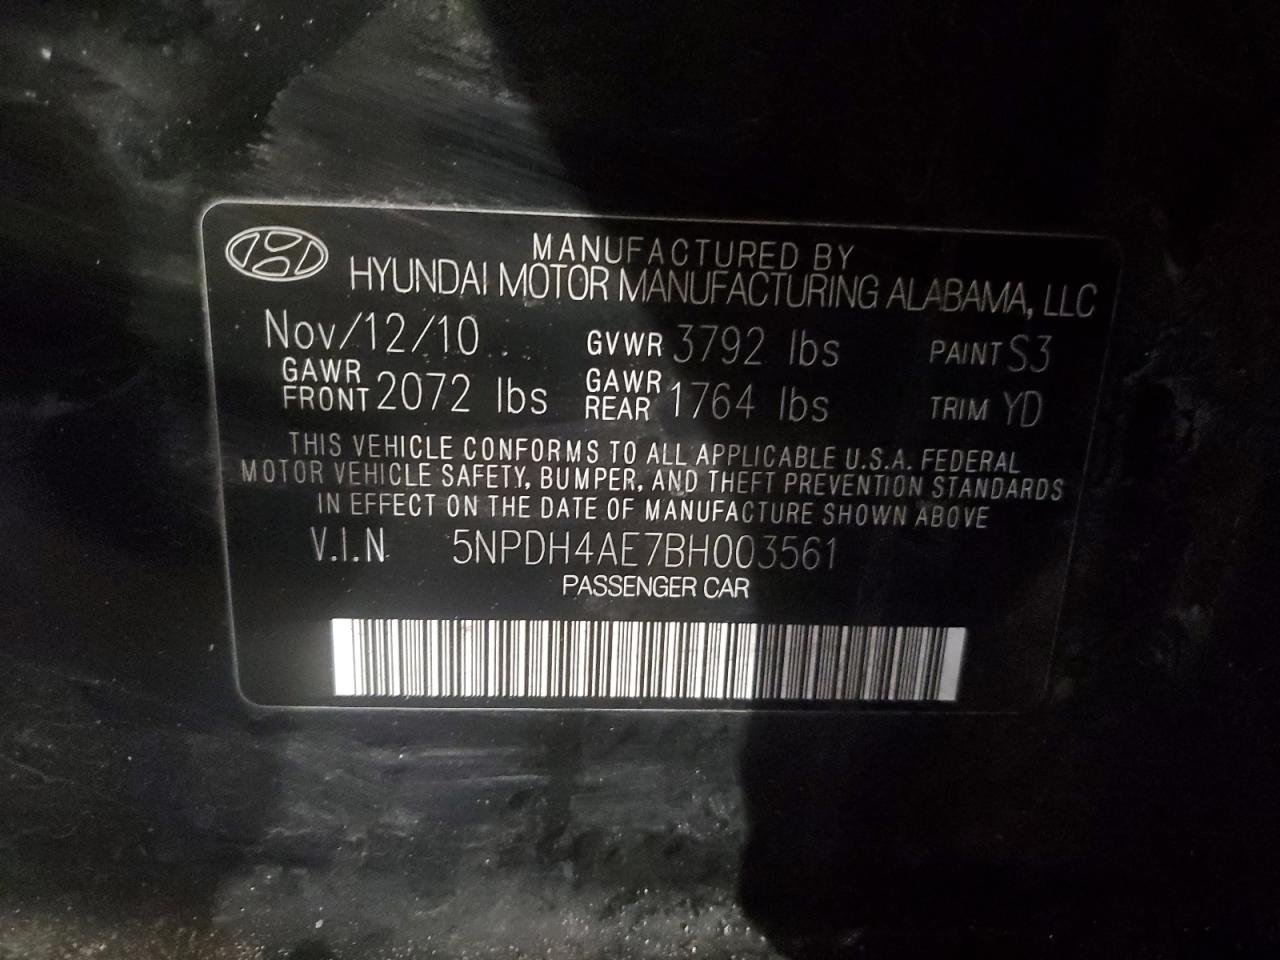 MANUFACTURED BY
HYUNDAI MOTOR MANUFACTURING ALABAMA, LLC
Nov/12/10 GVWR 3792 lbs PAINT S3
GAWR FRONT 2072 lbs GAWR REAR 1764 lbs TRIM YD
THIS VEHICLE CONFORMS TO ALL APPLICABLE U.S.A. FEDERAL
MOTOR VEHICLE SAFETY, BUMPER, AND THEFT PREVENTION STANDARDS
IN EFFECT ON THE DATE OF MANUFACTURE SHOWN ABOVE
V.I.N 5NPDH4AE7BH003561
PASSENGER CAR